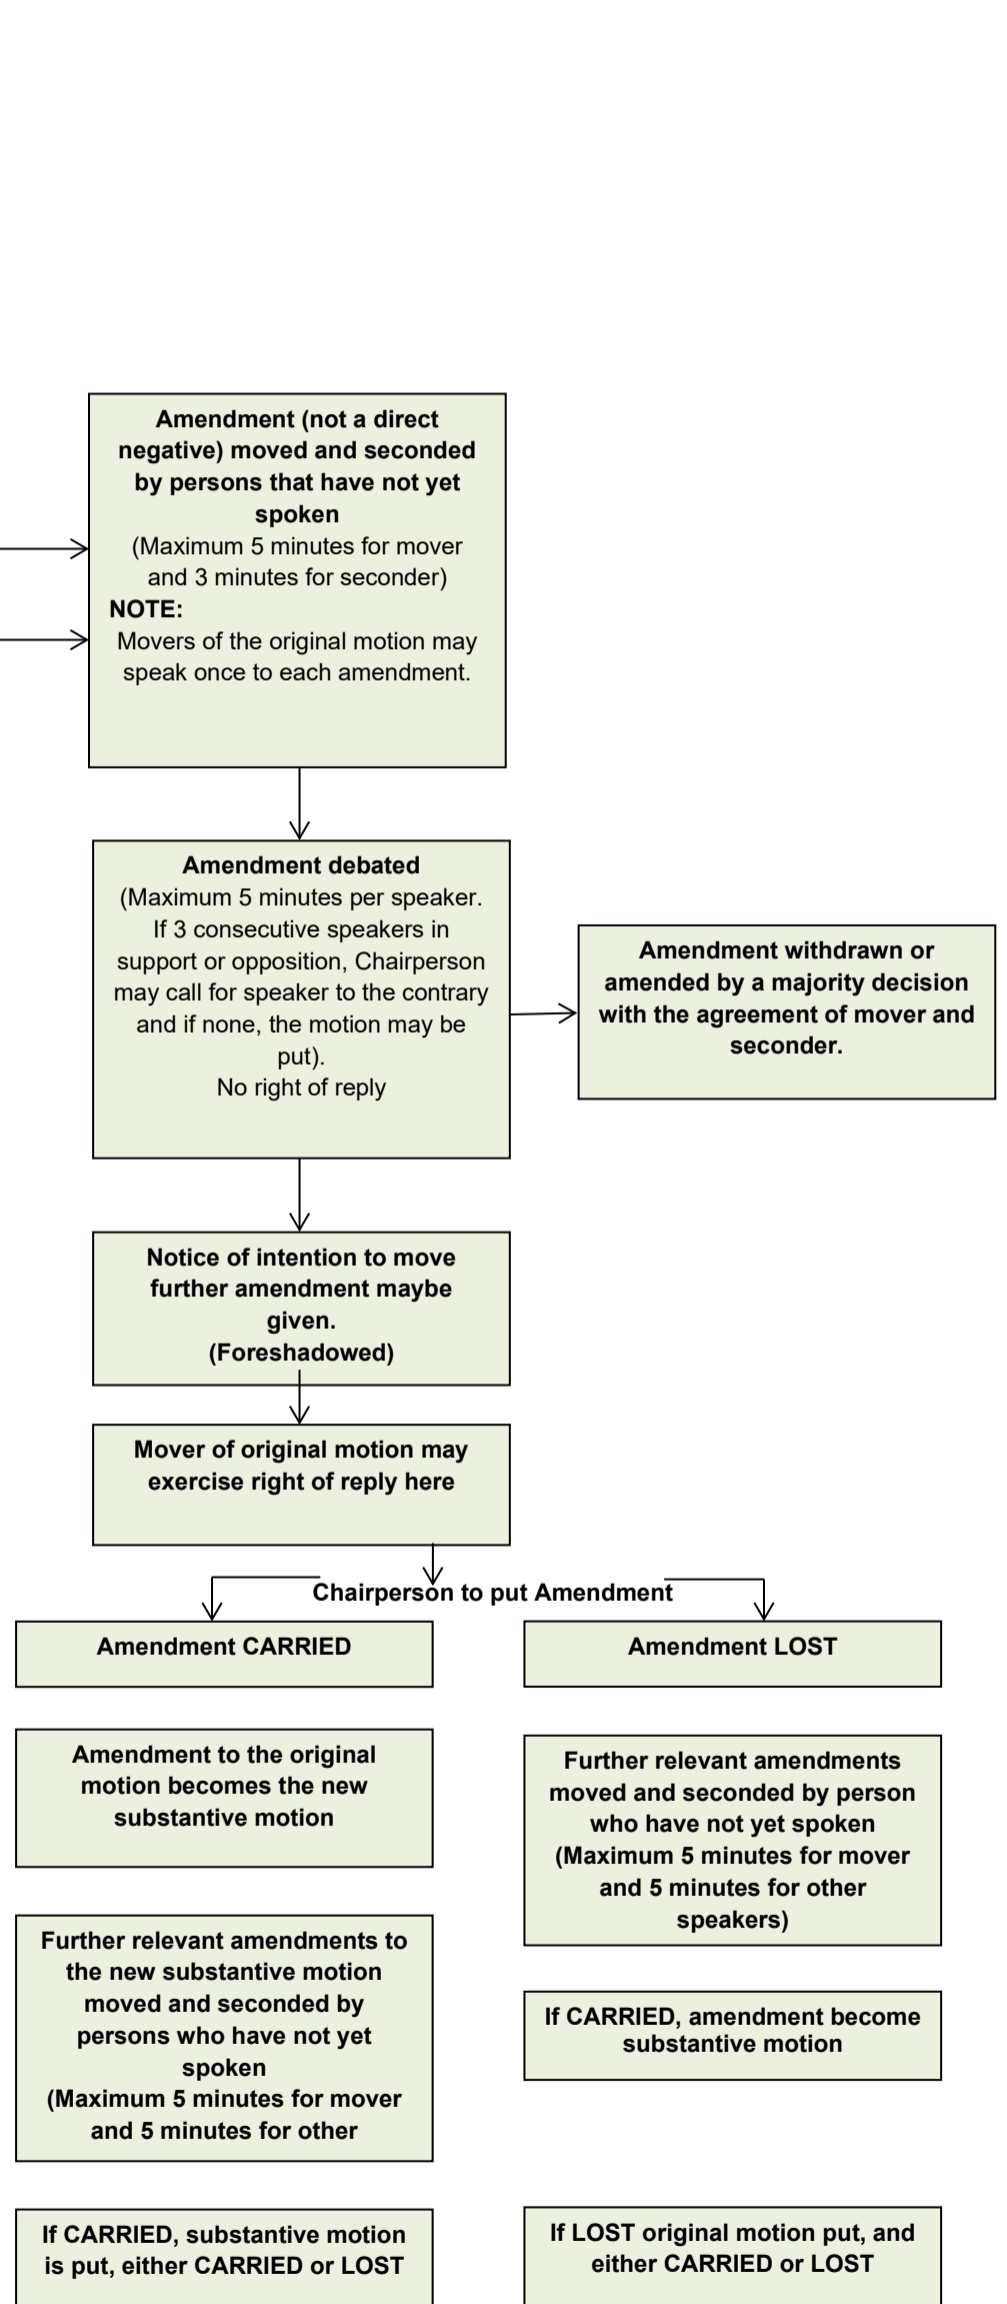 Amendment (not a direct
negative) moved and seconded
by persons that have not yet
spoken
(Maximum 5 minutes for mover
and 3 minutes for seconder)
NOTE:
Movers of the original motion may
speak once to each amendment.
Amendment debated
(Maximum 5 minutes per speaker.
If 3 consecutive speakers in
support or opposition, Chairperson
may call for speaker to the contrary
and if none, the motion may be
put).
No right of reply
Amendment withdrawn or
amended by a majority decision
with the agreement of mover and
seconder.
Notice of intention to move
further amendment maybe
given.
(Foreshadowed)
Mover of original motion may
exercise right of reply here
Chairperson to put Amendment
Amendment CARRIED
Amendment to the original
motion becomes the new
substantive motion
Further relevant amendments to
the new substantive motion
moved and seconded by
persons who have not yet
spoken
(Maximum 5 minutes for mover
and 5 minutes for other
If CARRIED, substantive motion
is put, either CARRIED or LOST
Amendment LOST
Further relevant amendments
moved and seconded by person
who have not yet spoken
(Maximum 5 minutes for mover
and 5 minutes for other
speakers)
If CARRIED, amendment become
substantive motion
If LOST original motion put, and
either CARRIED or LOST